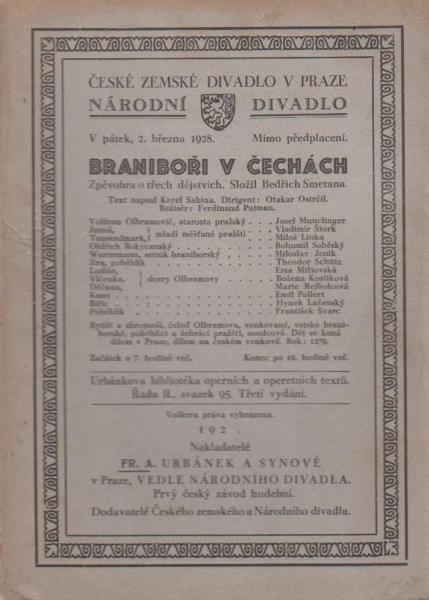 ČESKÉ ZEMSKÉ DIVADLO V PRAZE
NÁRODNÍ DIVADLO
V pátek, 2. března 1928. Mimo předplacení.
BRANIBOŘI V ČECHÁCH
Zpěvohra o třech dějstvích. Složil Bedřich Smetana.
Text napsal Karel Sabina. Dirigent: Otakar Ostrčil.
Režisér: Ferdinand Pujman.
Volfram Olbramovič, starosta pražský . . . Josef Munclinger
Junoš, } mladí měšťané pražští . . Vladimír Štork
Tausendmark, Miloš Linka
Oldřich Rokycanský . . . . . . Bohumil Soběský
Warnemann, setník braniborský . . . . Miloslav Jeník
Jíra, poběhlík . . . . . . Theodor Schütz
Ludiše, Ema Miřiovská
Vlčenka, } dcery Olbramovy . . . . Božena Kozlíková
Děčana, Marie Rejholcová
Kmet . . . . . . . . Emil Pollert
Biřic . . . . . . . . Hynek Lařanský
Poběhlík . . . . . . . František Švarc
Rytíři a zbrojnoši, čeleď Olbramova, venkované, vojsko brani-
borské, poběhlíci a žebráci pražští, soudcové. Děj se koná
dílem v Praze, dílem na českém venkově. Rok: 1279.
Začátek o 7. hodině več. Konec po 10. hodině več.
Urbánkova bibliotéka operních a operetních textů.
Řada II., svazek 95. Třetí vydání.
Veškera práva vyhrazena.
192 .
Nakladatelé
FR. A. URBÁNEK A SYNOVÉ
v Praze, VEDLE NÁRODNÍHO DIVADLA.
Prvý český závod hudební.
Dodavatelé Českého zemského a Národního divadla.